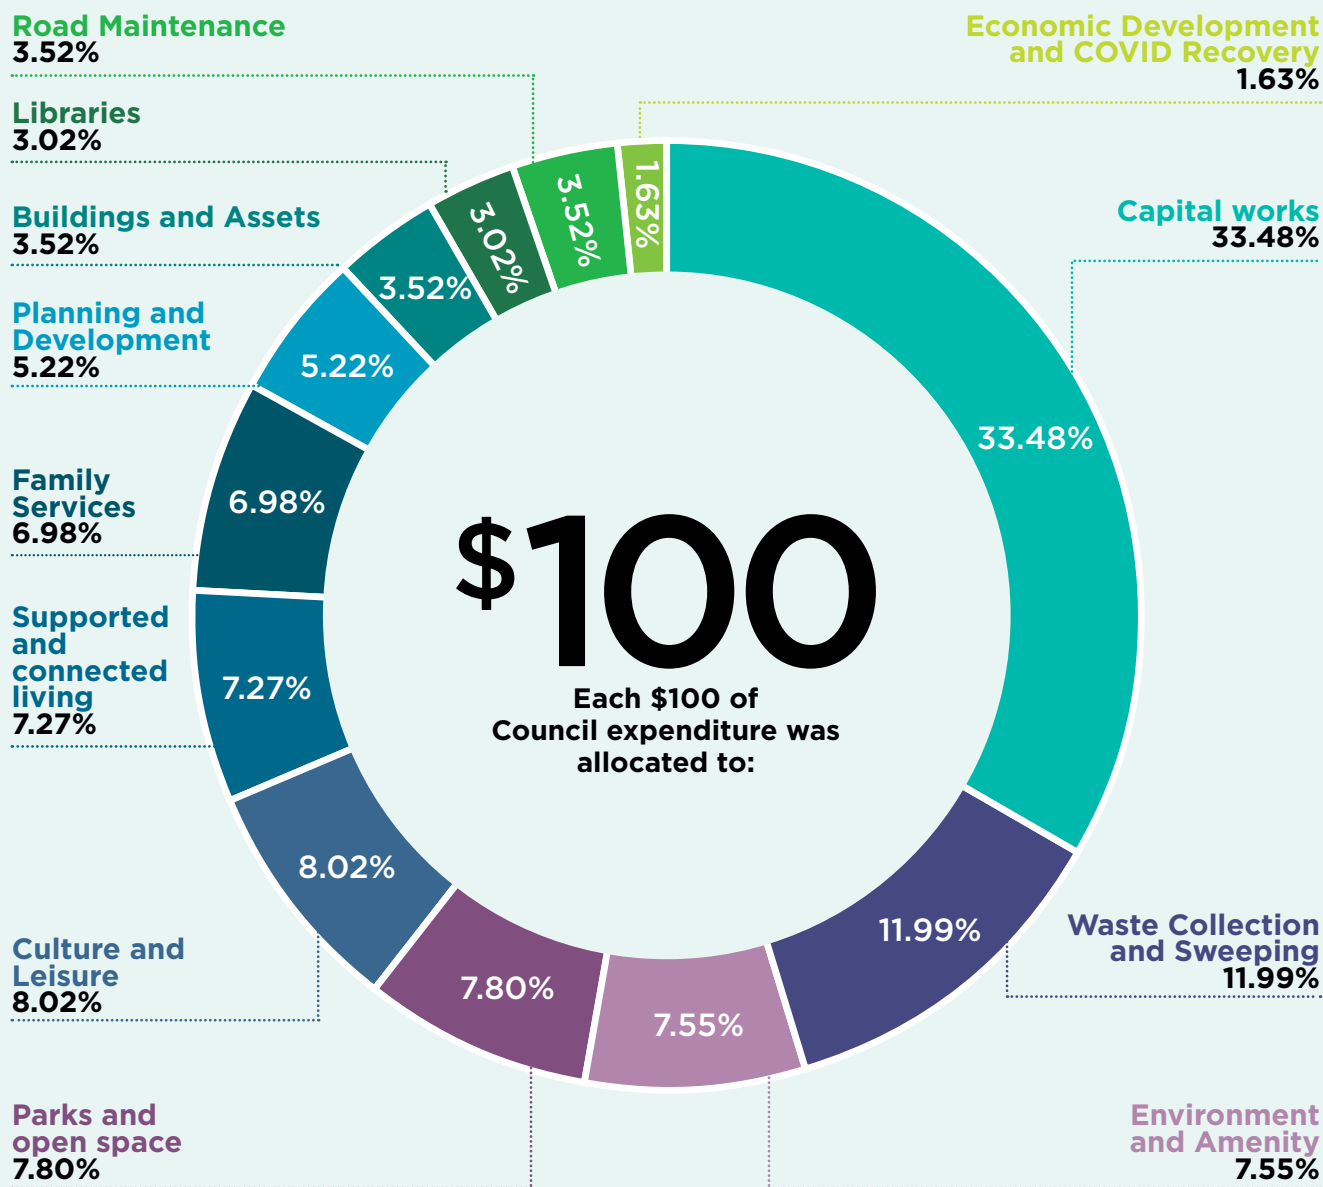 Road Maintenance
3.52%
Economic Development
and COVID Recovery
1.63%
Libraries
3.02%
Buildings and Assets
3.52%
Capital works
33.48%
Planning and
Development
5.22%
Family
Services
6.98%
Supported
and
connected
living
7.27%
Culture and
Leisure
8.02%
Waste Collection
and Sweeping
11.99%
Parks and
open space
7.80%
Environment
and Amenity
7.55%
1.63%
3.52%
3.02%
3.52%
5.22%
6.98%
7.27%
8.02%
7.80%
7.55%
11.99%
33.48%
$100
Each $100 of
Council expenditure was
allocated to: